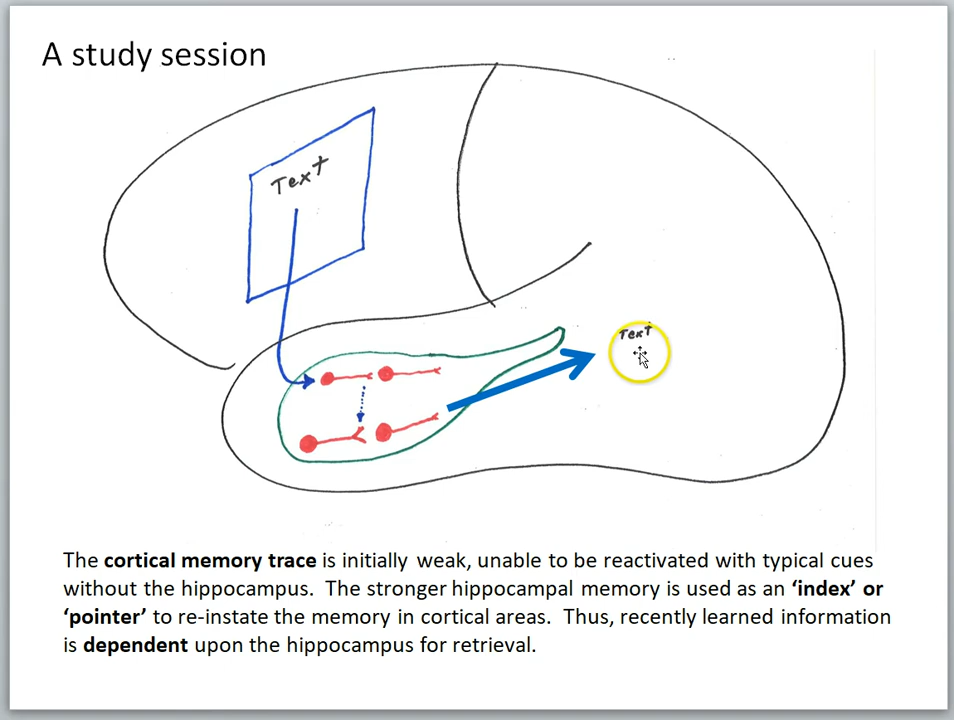 A study session
Text
Text
The cortical memory trace is initially weak, unable to be reactivated with typical cues
without the hippocampus.  The stronger hippocampal memory is used as an ‘index’ or
‘pointer’ to re-instate the memory in cortical areas.  Thus, recently learned information
is dependent upon the hippocampus for retrieval.